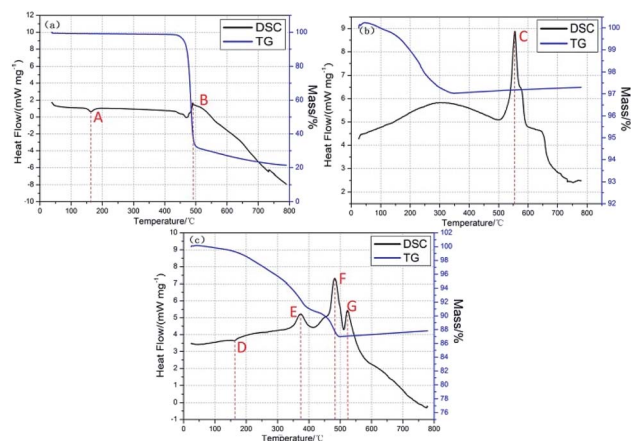 (a)
DSC
TG
A
B
12
10
8
6
4
2
0
-2
-4
-6
-8
-10
100
80
60
40
20
0
0 100 200 300 400 500 600 700 800
Heat Flow/(mW mg⁻¹)
Mass/%
Temperature/℃
(b)
DSC
TG
C
9
8
7
6
5
4
3
2
100
99
98
97
96
95
94
93
92
0 100 200 300 400 500 600 700 800
Heat Flow/(mW mg⁻¹)
Mass/%
Temperature/℃
(c)
DSC
TG
D
E
F
G
10
9
8
7
6
5
4
3
2
1
0
-1
100
98
96
94
92
90
88
86
84
82
80
78
76
0 100 200 300 400 500 600 700 800
Heat Flow/(mW mg⁻¹)
Mass/%
Temperature/℃